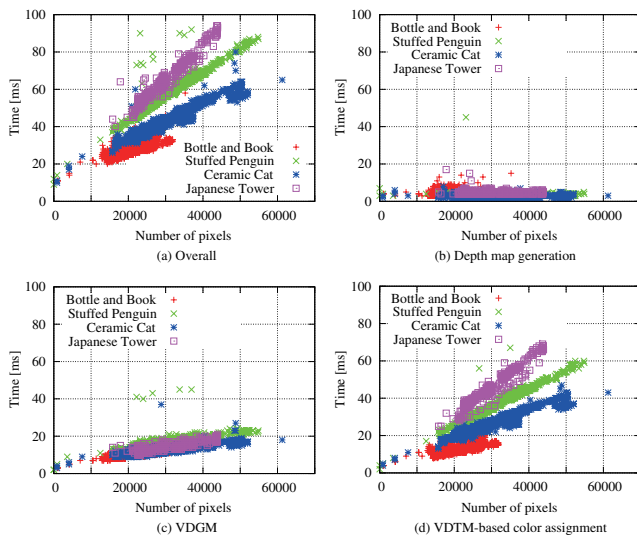 100
80
60
40
20
0
Time [ms]
Bottle and Book
Stuffed Penguin
Ceramic Cat
Japanese Tower
0 20000 40000 60000
Number of pixels
(a) Overall
100
80
60
40
20
0
Time [ms]
Bottle and Book
Stuffed Penguin
Ceramic Cat
Japanese Tower
0 20000 40000 60000
Number of pixels
(b) Depth map generation
100
80
60
40
20
0
Time [ms]
Bottle and Book
Stuffed Penguin
Ceramic Cat
Japanese Tower
0 20000 40000 60000
Number of pixels
(c) VDGM
100
80
60
40
20
0
Time [ms]
Bottle and Book
Stuffed Penguin
Ceramic Cat
Japanese Tower
0 20000 40000 60000
Number of pixels
(d) VDTM-based color assignment